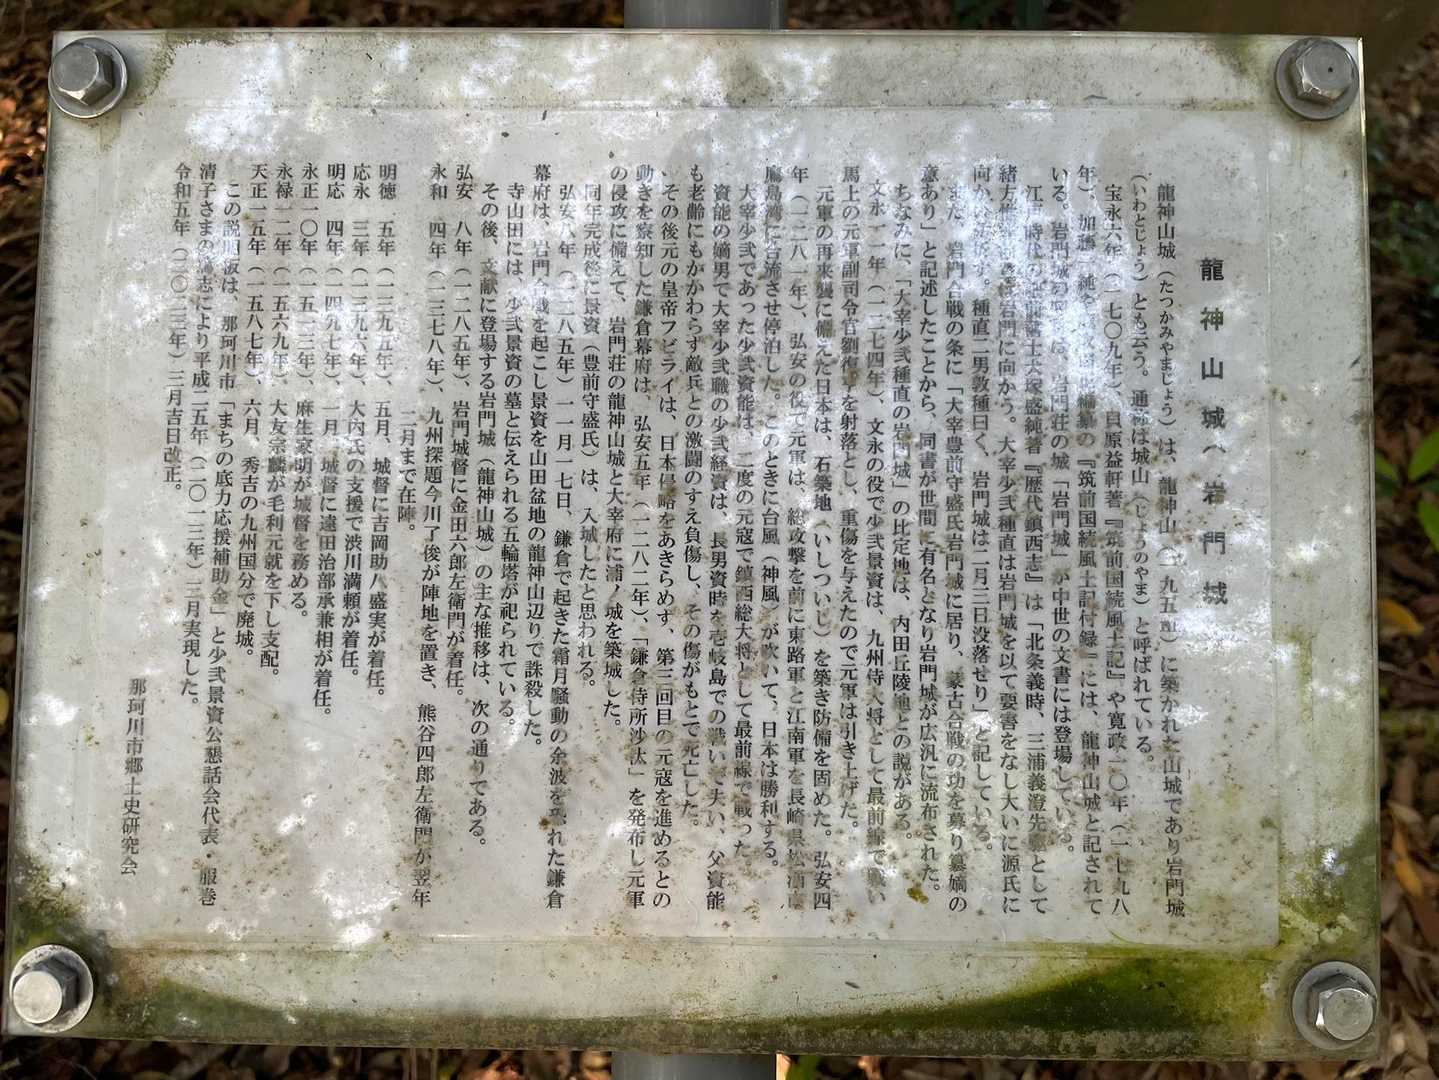 龍神山城(岩門城)
龍神山城(たつかみやまじょう)は、龍神山(一九五㍍)に築かれた山城であり岩門城
(いわとじょう)とも云う。通称は城山(じょうのやま)と呼ばれている。
宝永六年(一七〇九年)貝原益軒著『筑前国続風土記』や寛政一〇年(一七九八
年)、加藤一純 編纂の『筑前国続風土記付録』には、龍神山城と記されて
いる。岩門城の は、岩門荘の城「岩門城」が中世の文書には登場している。
江戸時代の 前藩士大塚盛純著『歴代鎮西志』は「北条義時、三浦義澄先駆として
緒方惟栄 は岩門に向かう。大宰少弐種直は岩門城を以て要害をなし大いに源氏に
向か す。種直二男敦種曰く、岩門城は二月三日没落せり」と記している。
また、岩門合戦の条に「大宰豊前守盛氏岩門城に居り、蒙古合戦の功を募り簒嫡の
意あり」と記述したことから、同書が世間に有名となり岩門城が広汎に流布された。
ちなみに、「大宰少弐種直の岩門城」の比定地は、内田丘陵地との説がある。
文永一一年(一二七四年)、文永の役で少弐景資は、九州侍大将として最前線で戦い
馬上の元軍副司令官劉復亨を射落とし、重傷を与えたので元軍は引き上げた。
元軍の再来襲に備えた日本は、石築地(いしついじ)を築き防備を固めた。弘安四
年(一二八一年)、弘安の役で元軍は、総攻撃を前に東路軍と江南軍を長崎県松浦市
鷹島湾に合流させ停泊した。このときに台風(神風)が吹いて、日本は勝利する。
大宰少弐であった少弐資能は、二度の元寇で鎮西総大将として最前線で戦った。
資能の嫡男で大宰少弐職の少弐経資は、長男資時を壱岐島での戦いで失い、父資能
も老齢にもかかわらず敵兵との激闘のすえ負傷し、その傷がもとで死亡した。
その後元の皇帝フビライは、日本侵略をあきらめず、第三回目の元寇を進めるとの
動きを察知した鎌倉幕府は、弘安五年(一二八二年)、「鎌倉侍所沙汰」を発布し元軍
の侵攻に備えて、岩門荘の龍神山城と大宰府に浦ノ城を築城した。
同年完成後に景資(豊前守盛氏)は、入城したと思われる。
弘安八年(一二八五年)一一月一七日、鎌倉で起きた霜月騒動の余波を恐れた鎌倉
幕府は、岩門合戦を起こし景資を山田盆地の龍神山辺りで誅殺した。
寺山田には、少弐景資の墓と伝えられる五輪塔が祀られている。
その後、文献に登場する岩門城(龍神山城)の主な推移は、次の通りである。
弘安 八年(一二八五年)、岩門城督に金田六郎左衛門が着任。
永和 四年(一三七八年)、九州探題今川了俊が陣地を置き、熊谷四郎左衛門が翌年
二月まで在陣。
明徳 五年(一三九五年)、五月、城督に吉岡助八盛実が着任。
応永 三年(一三九六年)、大内氏の支援で渋川満頼が着任。
明応 四年(一四九七年)、一月、城督に遠田治部承兼相が着任。
永正一〇年(一五一三年)、麻生家明が城督を務める。
永禄一二年(一五六九年)、大友宗麟が毛利元就を下し支配。
天正一五年(一五八七年)、六月、秀吉の九州国分で廃城。
この説明板は、那珂川市「まちの底力応援補助金」と少弐景資公懇話会代表・服巻
清子さまの篤志により平成二五年(二〇一三年)三月実現した。
令和五年(二〇二三年)三月吉日改正。
那珂川市郷土史研究会